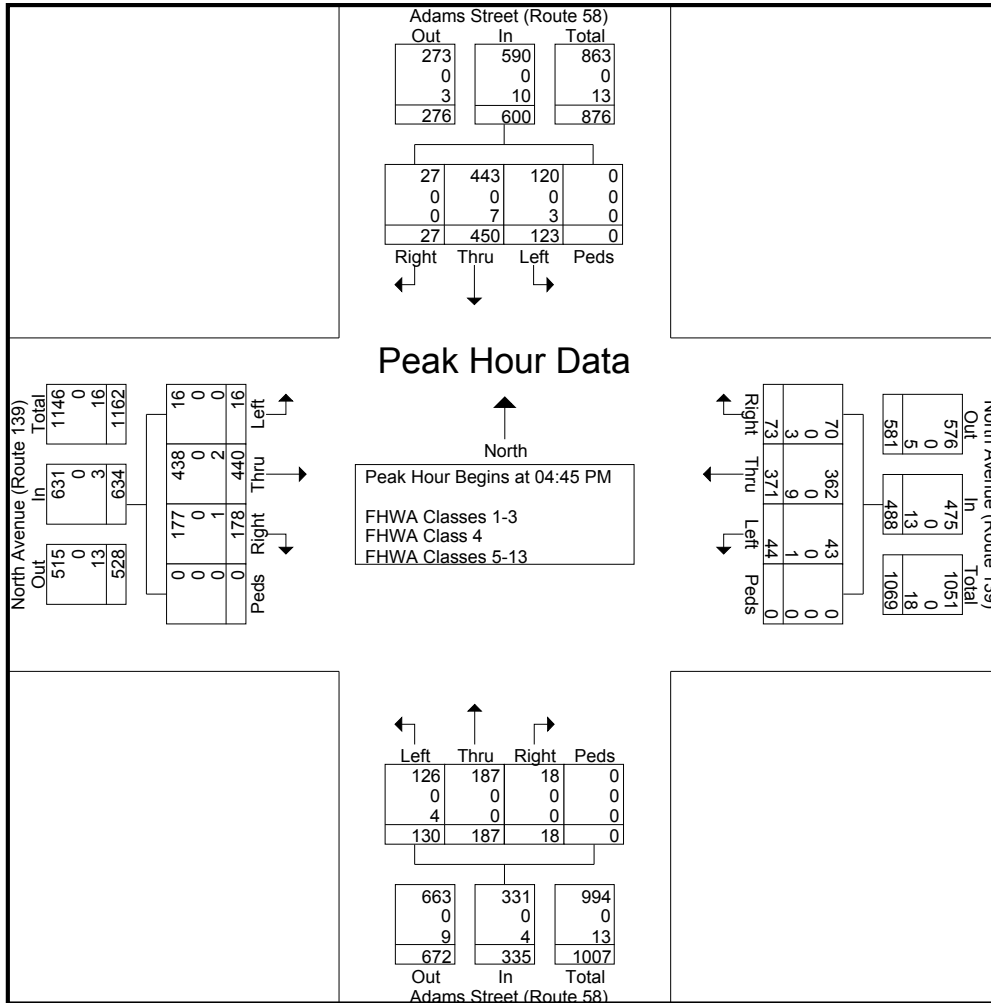 Adams Street (Route 58)
Out In Total
273 590 863
0 0 0
3 10 13
276 600 876
27 443 120 0
0 0 0 0
0 7 3 0
27 450 123 0
Right Thru Left Peds
Peak Hour Data
North
Peak Hour Begins at 04:45 PM
FHWA Classes 1-3
FHWA Class 4
FHWA Classes 5-13
North Avenue (Route 139)
Out In Total
515 631 1146
0 0 0
13 3 16
528 634 1162
0 177 438 16
0 0 0 0
0 1 2 0
0 178 440 16
Peds Right Thru Left
North Avenue (Route 139)
Out In Total
576 475 1051
0 0 0
5 13 18
581 488 1069
70 362 43 0
0 0 0 0
3 9 1 0
73 371 44 0
Right Thru Left Peds
Left Thru Right Peds
126 187 18 0
0 0 0 0
4 0 0 0
130 187 18 0
663 331 994
0 0 0
9 4 13
672 335 1007
Out In Total
Adams Street (Route 58)